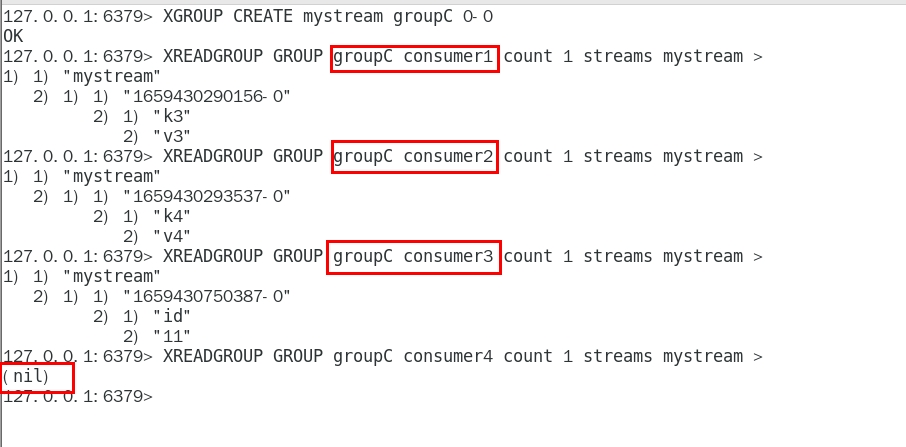 127.0.0.1:6379> XGROUP CREATE mystream groupC 0-0
OK
127.0.0.1:6379> XREADGROUP GROUP groupC consumer1 count 1 streams mystream >
1) 1) "mystream"
   2) 1) 1) "1659430290156-0"
         2) 1) "k3"
            2) "v3"
127.0.0.1:6379> XREADGROUP GROUP groupC consumer2 count 1 streams mystream >
1) 1) "mystream"
   2) 1) 1) "1659430293537-0"
         2) 1) "k4"
            2) "v4"
127.0.0.1:6379> XREADGROUP GROUP groupC consumer3 count 1 streams mystream >
1) 1) "mystream"
   2) 1) 1) "1659430750387-0"
         2) 1) "id"
            2) "11"
127.0.0.1:6379> XREADGROUP GROUP groupC consumer4 count 1 streams mystream >
(nil)
127.0.0.1:6379>